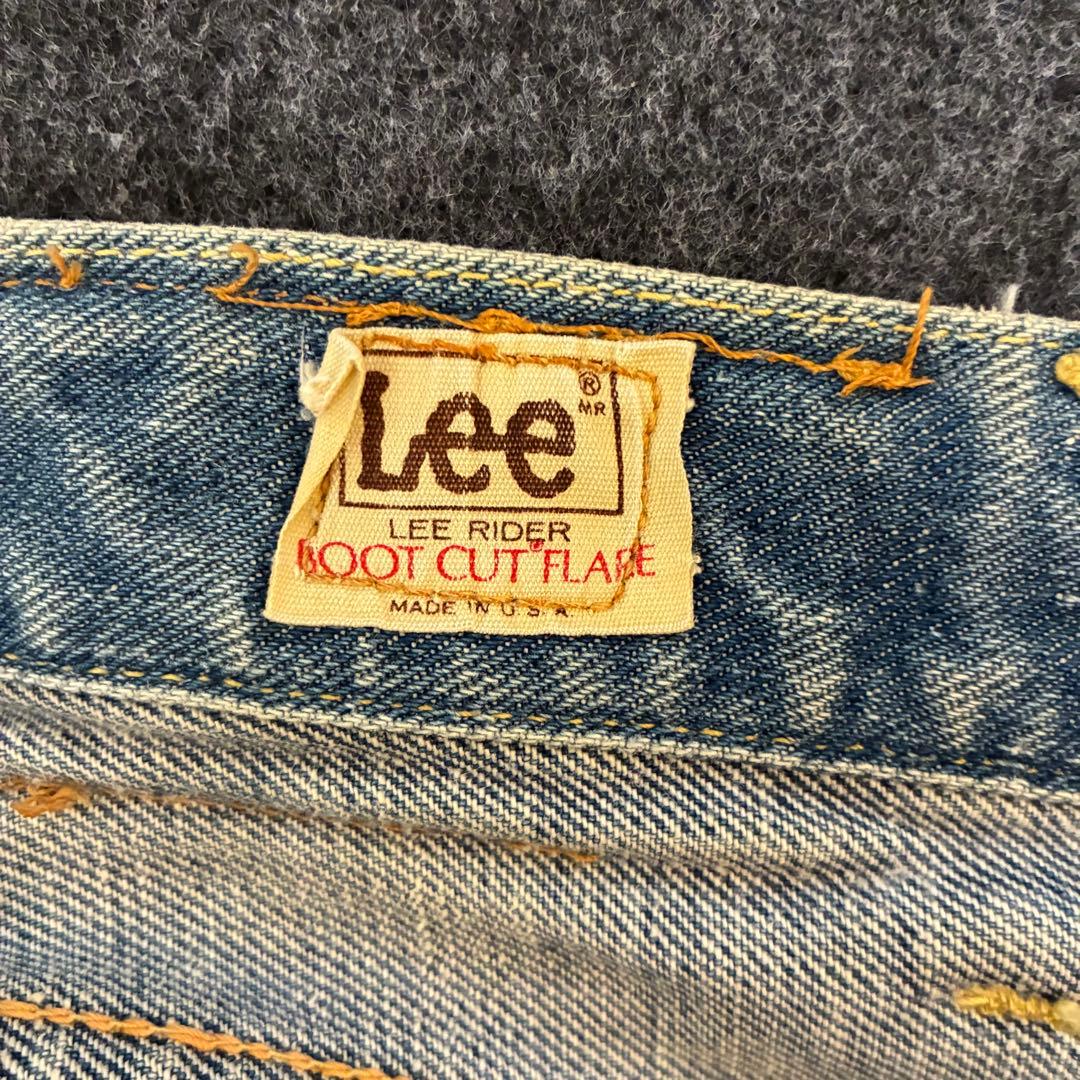 Lee ® MR
LEE RIDER
BOOT CUT FLARE
MADE IN U.S.A.